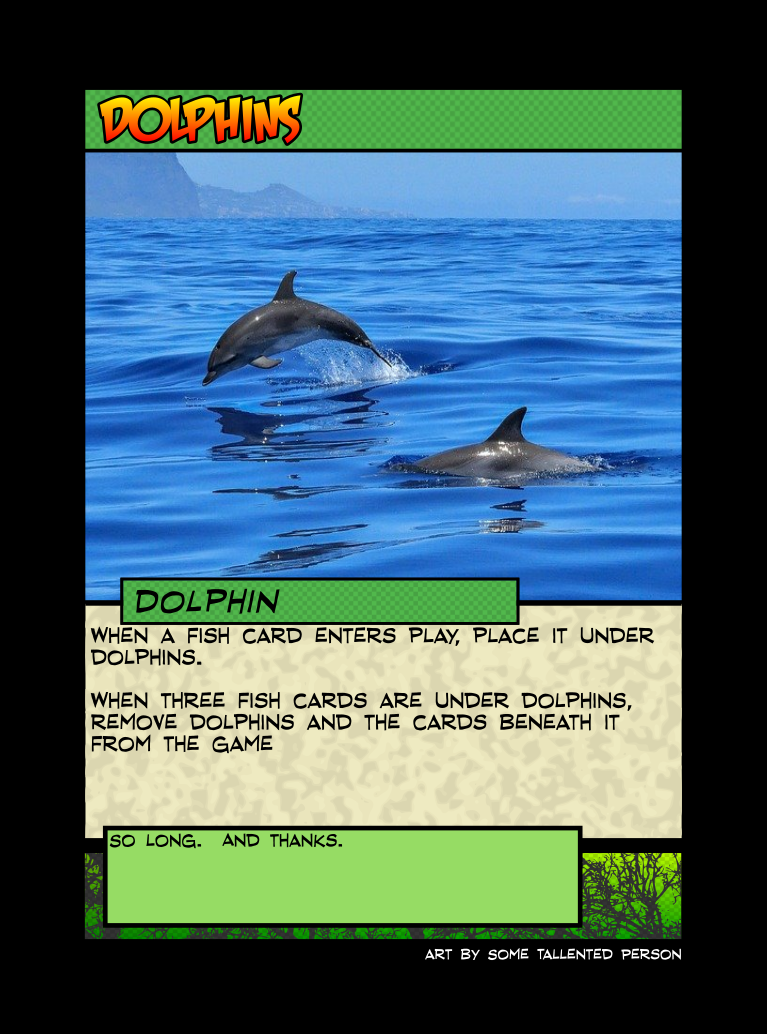 DOLPHINS
DOLPHIN
WHEN A FISH CARD ENTERS PLAY, PLACE IT UNDER
DOLPHINS.
WHEN THREE FISH CARDS ARE UNDER DOLPHINS,
REMOVE DOLPHINS AND THE CARDS BENEATH IT
FROM THE GAME
SO LONG. AND THANKS.
ART BY SOME TALLENTED PERSON